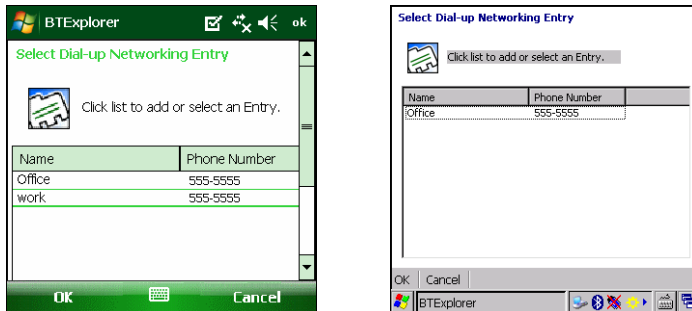 BTExplorer ok
Select Dial-up Networking Entry
Click list to add or select an Entry.
Name Phone Number
Office 555-5555
work 555-5555
OK Cancel
Select Dial-up Networking Entry
Click list to add or select an Entry.
Name Phone Number
Office 555-5555
OK Cancel
BTExplorer